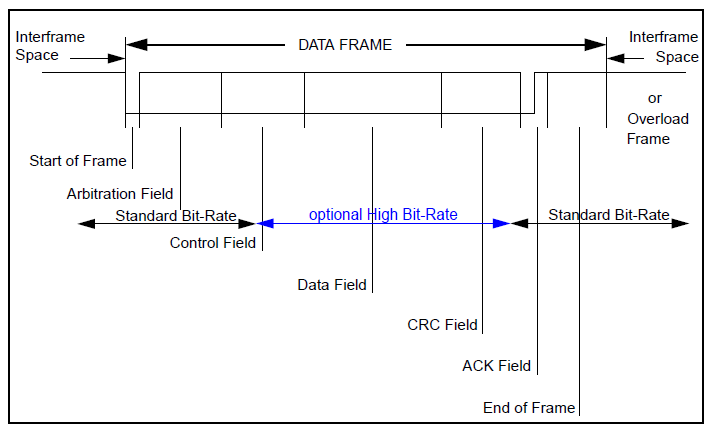 Interframe
Space
DATA FRAME
Interframe
Space
or
Overload
Frame
Start of Frame
Arbitration Field
Standard Bit-Rate
optional High Bit-Rate
Standard Bit-Rate
Control Field
Data Field
CRC Field
ACK Field
End of Frame